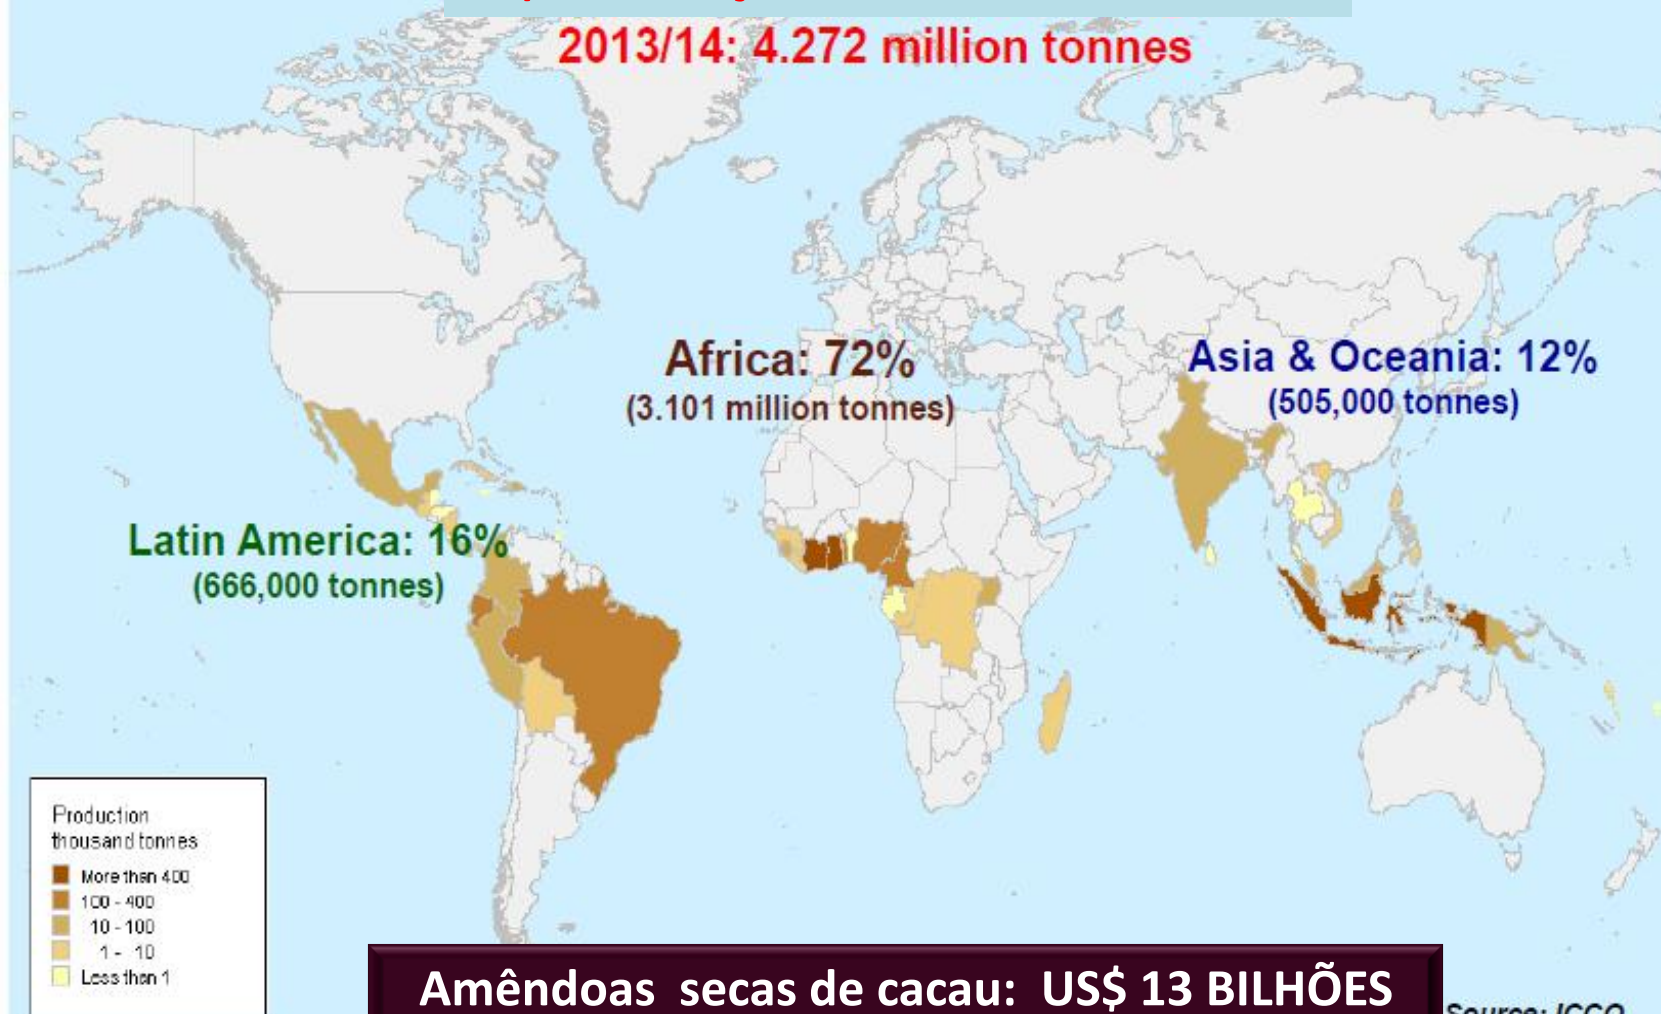 2013/14: 4.272 million tonnes
Africa: 72%
(3.101 million tonnes)
Asia & Oceania: 12%
(505,000 tonnes)
Latin America: 16%
(666,000 tonnes)
Production
thousand tonnes
More than 400
100 - 400
10 - 100
1 - 10
Less than 1
Amêndoas secas de cacau: US$ 13 BILHÕES
Source: ICCO